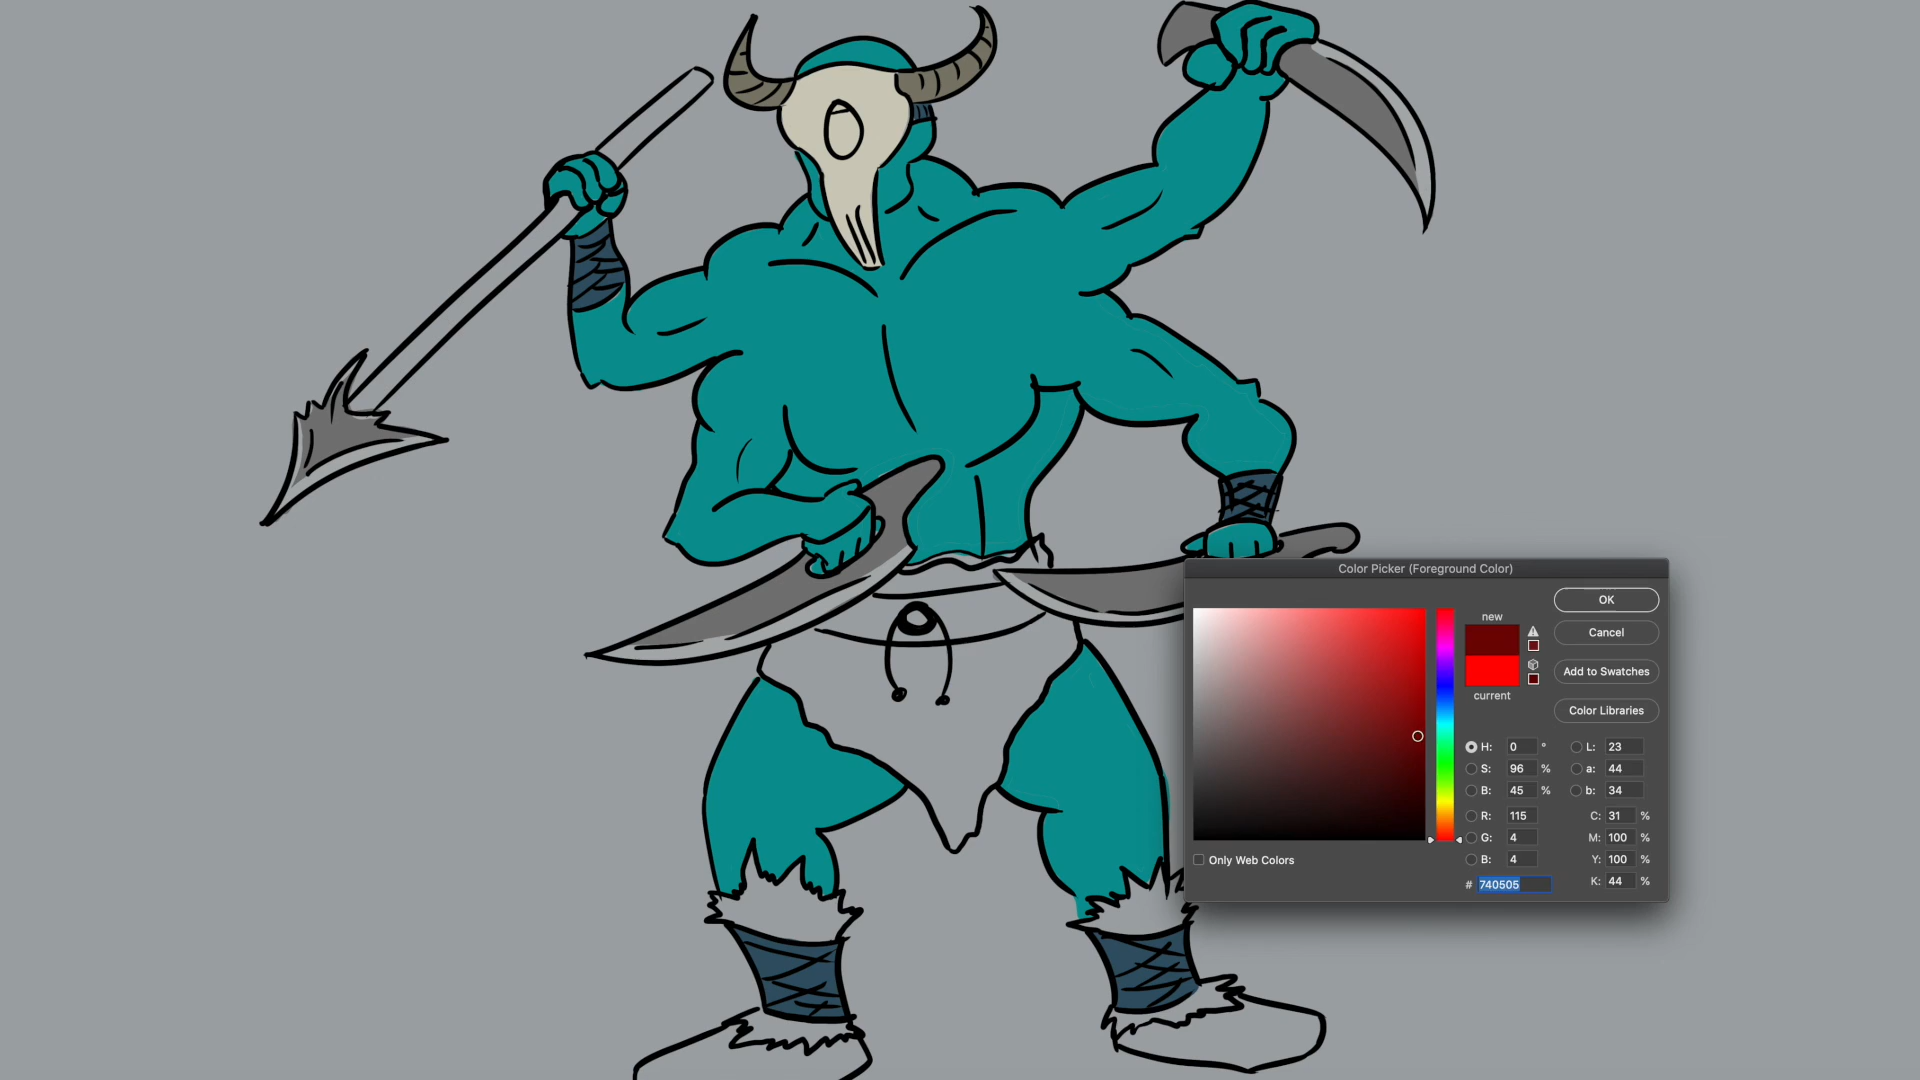 Color Picker (Foreground Color)
new
current
OK
Cancel
Add to Swatches
Color Libraries
H: 0 °
S: 96 %
B: 45 %
R: 115
G: 4
B: 4
# 740505
L: 23
a: 44
b: 34
C: 31 %
M: 100 %
Y: 100 %
K: 44 %
Only Web Colors